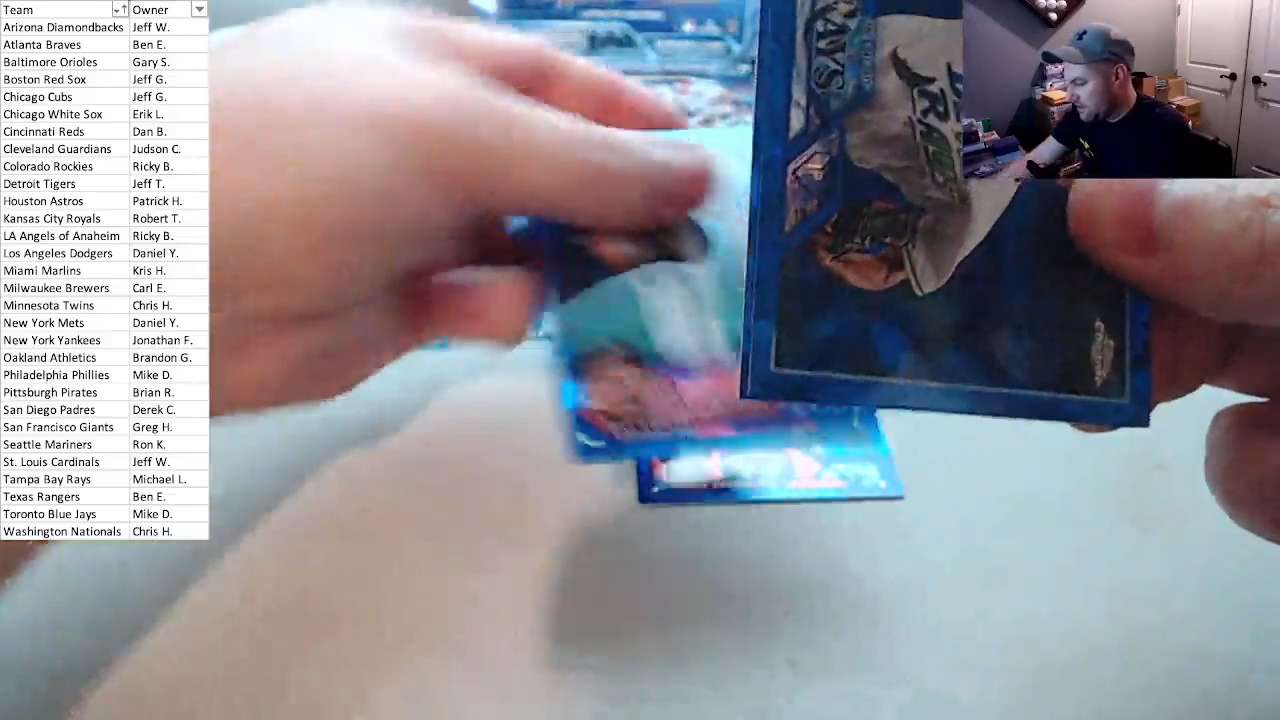 Team Owner
Arizona Diamondbacks Jeff W.
Atlanta Braves Ben E.
Baltimore Orioles Gary S.
Boston Red Sox Jeff G.
Chicago Cubs Jeff G.
Chicago White Sox Erik L.
Cincinnati Reds Dan B.
Cleveland Guardians Judson C.
Colorado Rockies Ricky B.
Detroit Tigers Jeff T.
Houston Astros Patrick H.
Kansas City Royals Robert T.
LA Angels of Anaheim Ricky B.
Los Angeles Dodgers Daniel Y.
Miami Marlins Kris H.
Milwaukee Brewers Carl E.
Minnesota Twins Chris H.
New York Mets Daniel Y.
New York Yankees Jonathan F.
Oakland Athletics Brandon G.
Philadelphia Phillies Mike D.
Pittsburgh Pirates Brian R.
San Diego Padres Derek C.
San Francisco Giants Greg H.
Seattle Mariners Ron K.
St. Louis Cardinals Jeff W.
Tampa Bay Rays Michael L.
Texas Rangers Ben E.
Toronto Blue Jays Mike D.
Washington Nationals Chris H.
RAYS